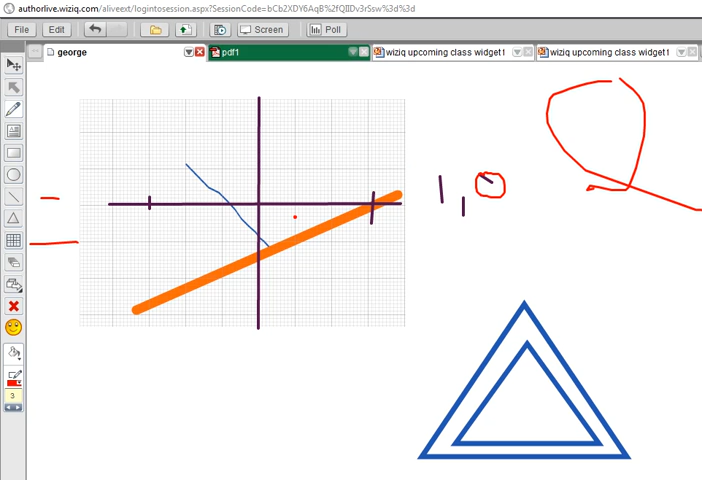 authorlive.wiziq.com/aliveext/logintosession.aspx?SessionCode=bCb2XDY6AqB%2fQIIDv3rSsw%3d%3d
File Edit Screen Poll
george pdf1 wiziq upcoming class widget1 wiziq upcoming class widget1
3